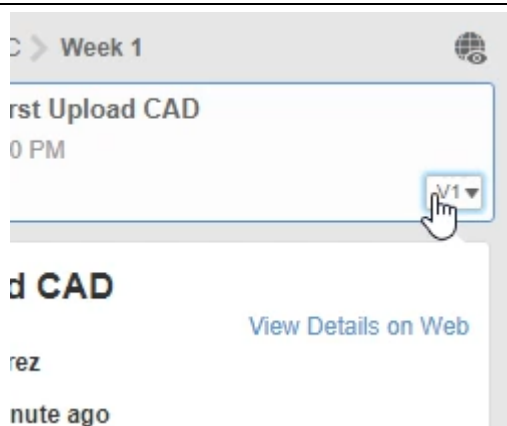 C > Week 1
rst Upload CAD
0 PM
V1
d CAD
View Details on Web
rez
nute ago